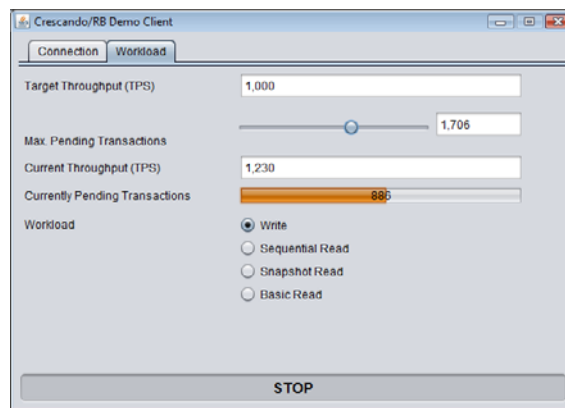 Crescando/RB Demo Client
Connection Workload
Target Throughput (TPS) 1,000
1,706
Max. Pending Transactions
Current Throughput (TPS) 1,230
Currently Pending Transactions 886
Workload Write
Sequential Read
Snapshot Read
Basic Read
STOP